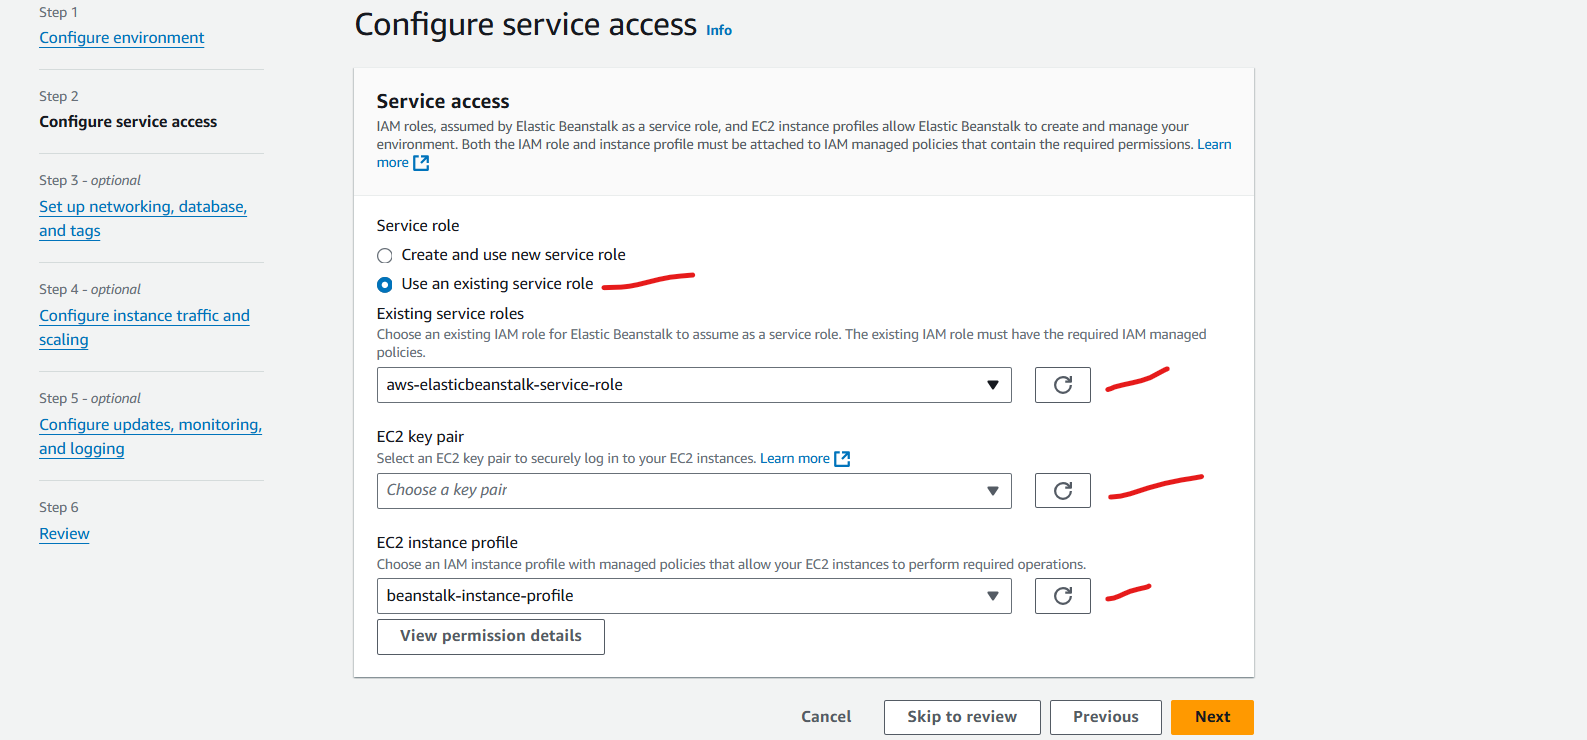 Step 1
Configure environment
Step 2
Configure service access
Step 3 - optional
Set up networking, database,
and tags
Step 4 - optional
Configure instance traffic and
scaling
Step 5 - optional
Configure updates, monitoring,
and logging
Step 6
Review
Configure service access Info
Service access
IAM roles, assumed by Elastic Beanstalk as a service role, and EC2 instance profiles allow Elastic Beanstalk to create and manage your
environment. Both the IAM role and instance profile must be attached to IAM managed policies that contain the required permissions. Learn
more
Service role
Create and use new service role
Use an existing service role
Existing service roles
Choose an existing IAM role for Elastic Beanstalk to assume as a service role. The existing IAM role must have the required IAM managed
policies.
aws-elasticbeanstalk-service-role
EC2 key pair
Select an EC2 key pair to securely log in to your EC2 instances. Learn more
Choose a key pair
EC2 instance profile
Choose an IAM instance profile with managed policies that allow your EC2 instances to perform required operations.
beanstalk-instance-profile
View permission details
Cancel Skip to review Previous Next